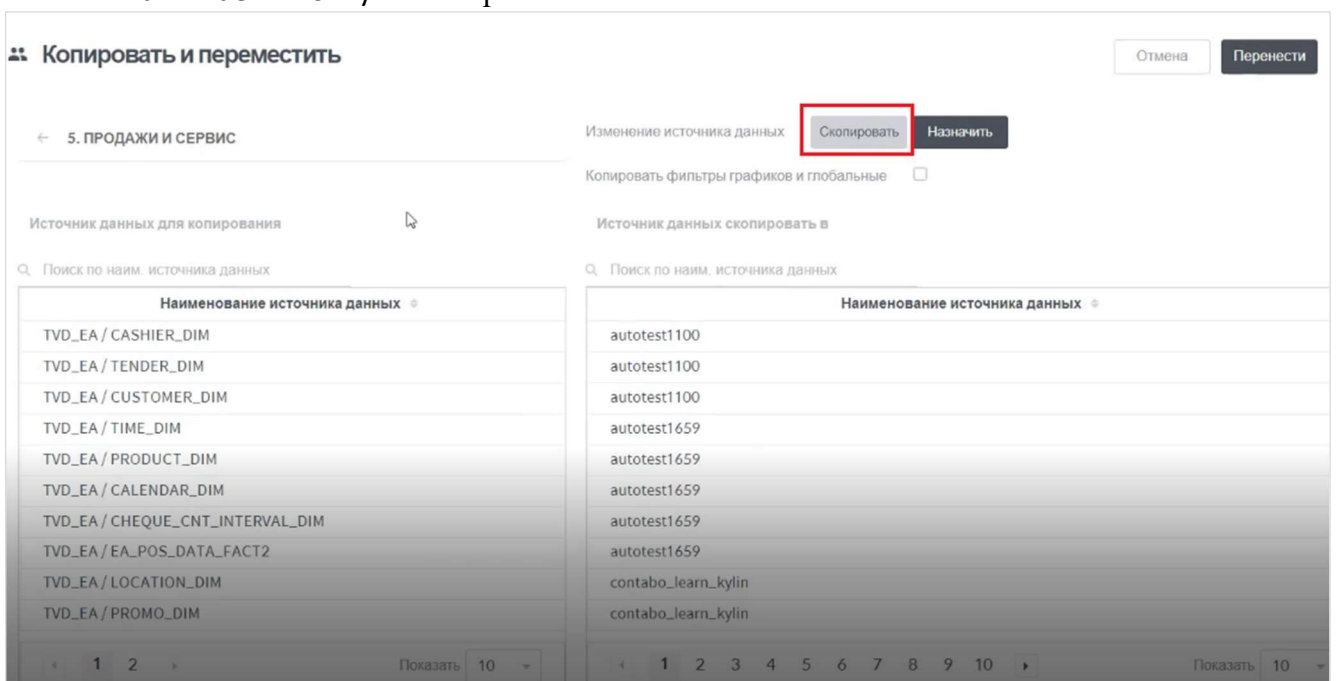 Копировать и переместить
Отмена
Перенести
← 5. ПРОДАЖИ И СЕРВИС
Изменение источника данных
Скопировать
Назначить
Копировать фильтры графиков и глобальные
Источник данных для копирования
Источник данных скопировать в
Поиск по наим. источника данных
Поиск по наим. источника данных
Наименование источника данных
TVD_EA / CASHIER_DIM
TVD_EA / TENDER_DIM
TVD_EA / CUSTOMER_DIM
TVD_EA / TIME_DIM
TVD_EA / PRODUCT_DIM
TVD_EA / CALENDAR_DIM
TVD_EA / CHEQUE_CNT_INTERVAL_DIM
TVD_EA / EA_POS_DATA_FACT2
TVD_EA / LOCATION_DIM
TVD_EA / PROMO_DIM
1 2
Показать 10
Наименование источника данных
autotest1100
autotest1100
autotest1100
autotest1659
autotest1659
autotest1659
autotest1659
autotest1659
contabo_learn_kylin
contabo_learn_kylin
1 2 3 4 5 6 7 8 9 10
Показать 10